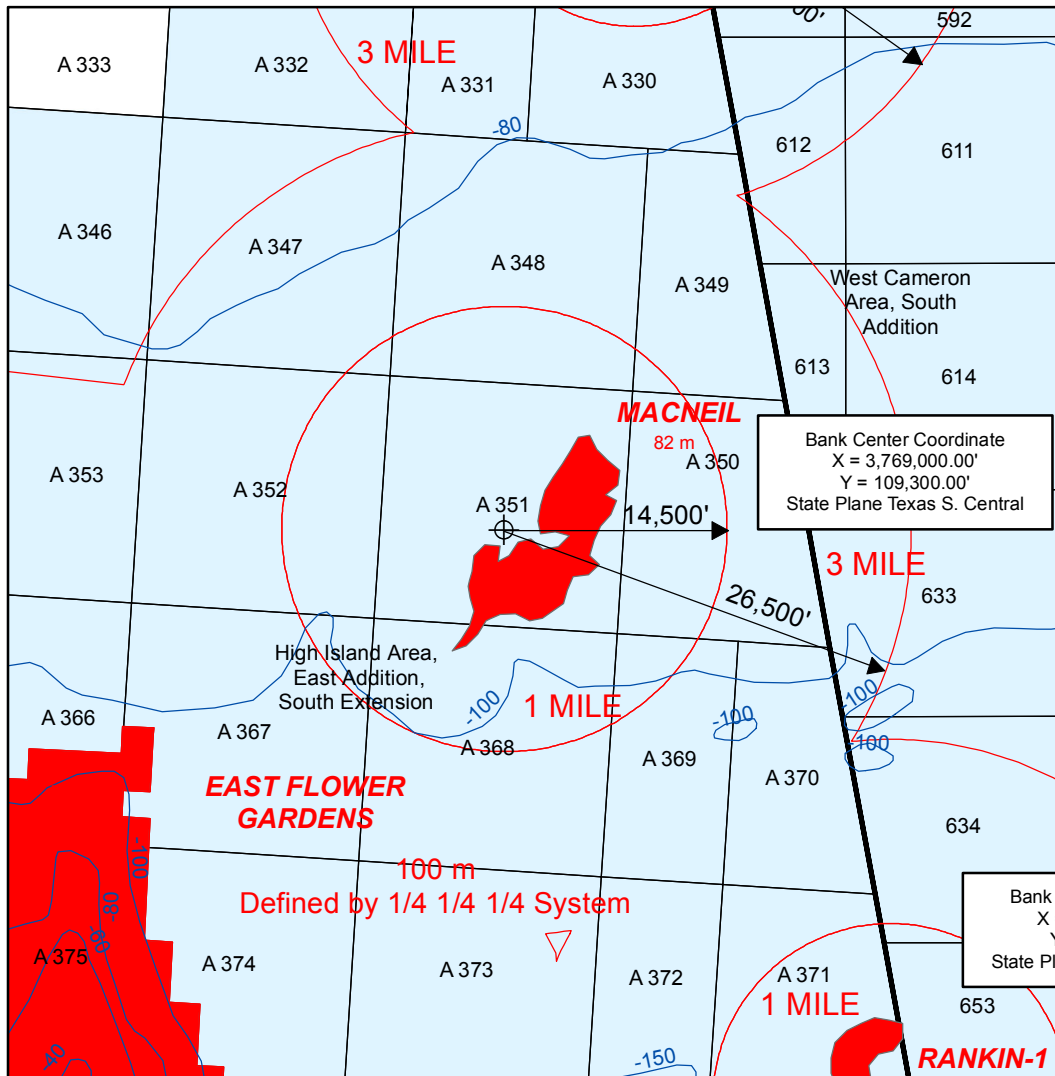 00'
592
A 333
A 332
3 MILE
A 331
A 330
-80
612
611
A 346
A 347
A 348
A 349
West Cameron
Area, South
Addition
613
614
MACNEIL
82 m
A 350
Bank Center Coordinate
X = 3,769,000.00'
Y = 109,300.00'
State Plane Texas S. Central
A 353
A 352
A 351
14,500'
3 MILE
26,500'
633
High Island Area,
East Addition,
South Extension
-100
1 MILE
-100
-100
-100
A 366
A 367
A 368
A 369
A 370
EAST FLOWER
GARDENS
634
-100
100 m
Defined by 1/4 1/4 1/4 System
-80
-60
A 375
A 374
A 373
A 372
A 371
Bank
X
Y
State Pl
1 MILE
653
-40
-150
RANKIN-1